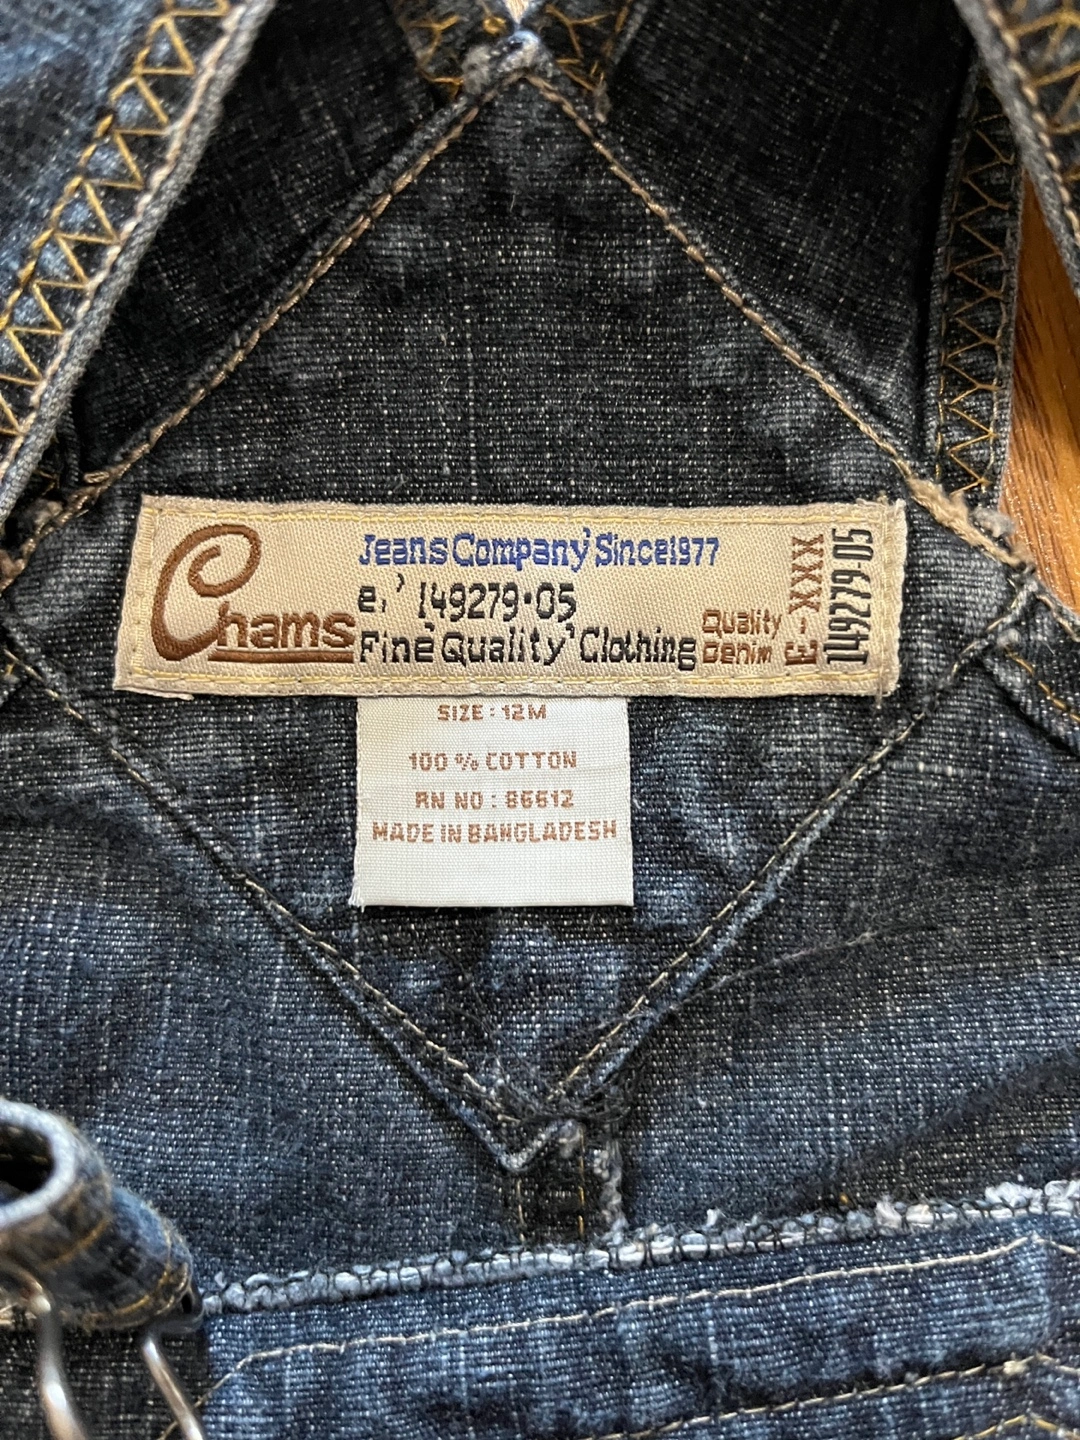 Chams
Jeans Company' Since1977
e,' 149279-05
Fine' Quality' Clothing
Quality
Denim
E-XXX
149279-05
SIZE : 12M
100 % COTTON
RN NO : 86612
MADE IN BANGLADESH